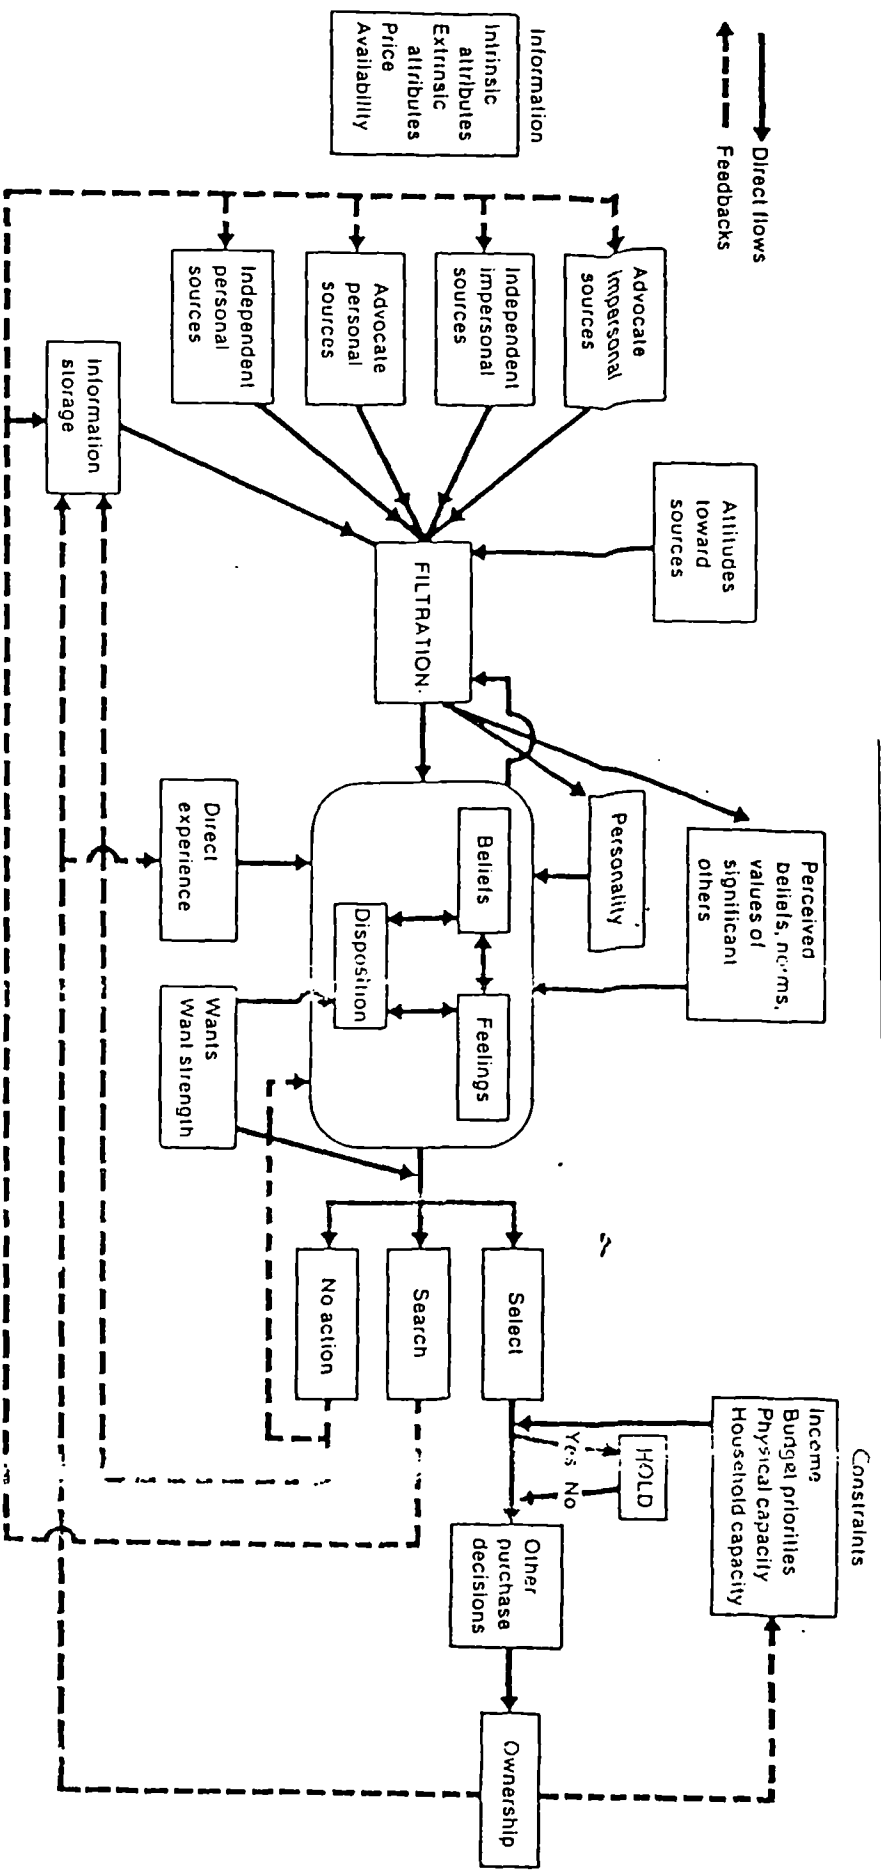 Direct flows
Feedbacks
Information
Intrinsic
attributes
Extrinsic
attributes
Price
Availability
Advocate
impersonal
sources
Independent
impersonal
sources
Advocate
personal
sources
Independent
personal
sources
Information
storage
Attitudes
toward
sources
FILTRATION
Perceived
beliefs, norms,
values of
significant
others
Personality
Beliefs
Feelings
Disposition
Direct
experience
Wants
Want strength
Select
Search
No action
Constraints
Income
Budget priorities
Physical capacity
Household capacity
HOLD
Yes No
Other
purchase
decisions
Ownership